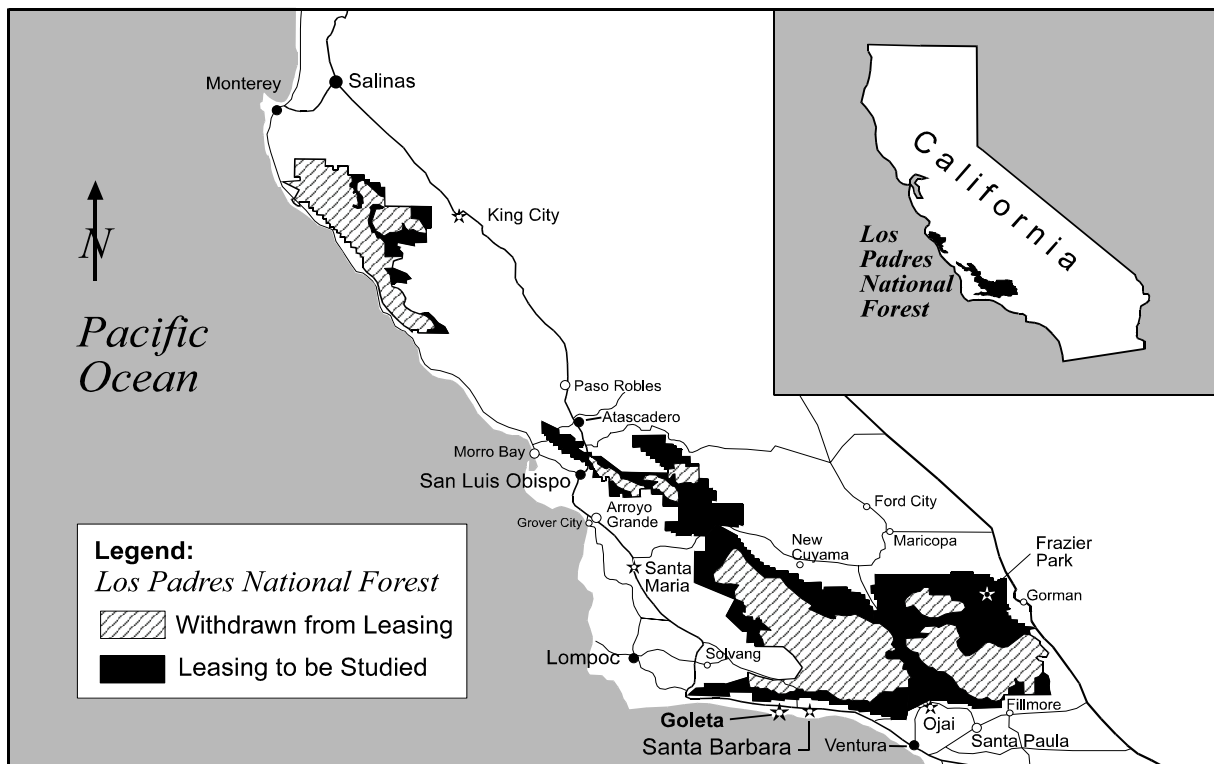 Monterey
Salinas
King City
N
Pacific
Ocean
California
Los
Padres
National
Forest
Paso Robles
Atascadero
Morro Bay
San Luis Obispo
Arroyo
Grande
Grover City
Ford City
Maricopa
New
Cuyama
Frazier
Park
Gorman
Santa
Maria
Lompoc
Solvang
Goleta
Santa Barbara
Ventura
Ojai
Fillmore
Santa Paula
Legend:
Los Padres National Forest
Withdrawn from Leasing
Leasing to be Studied